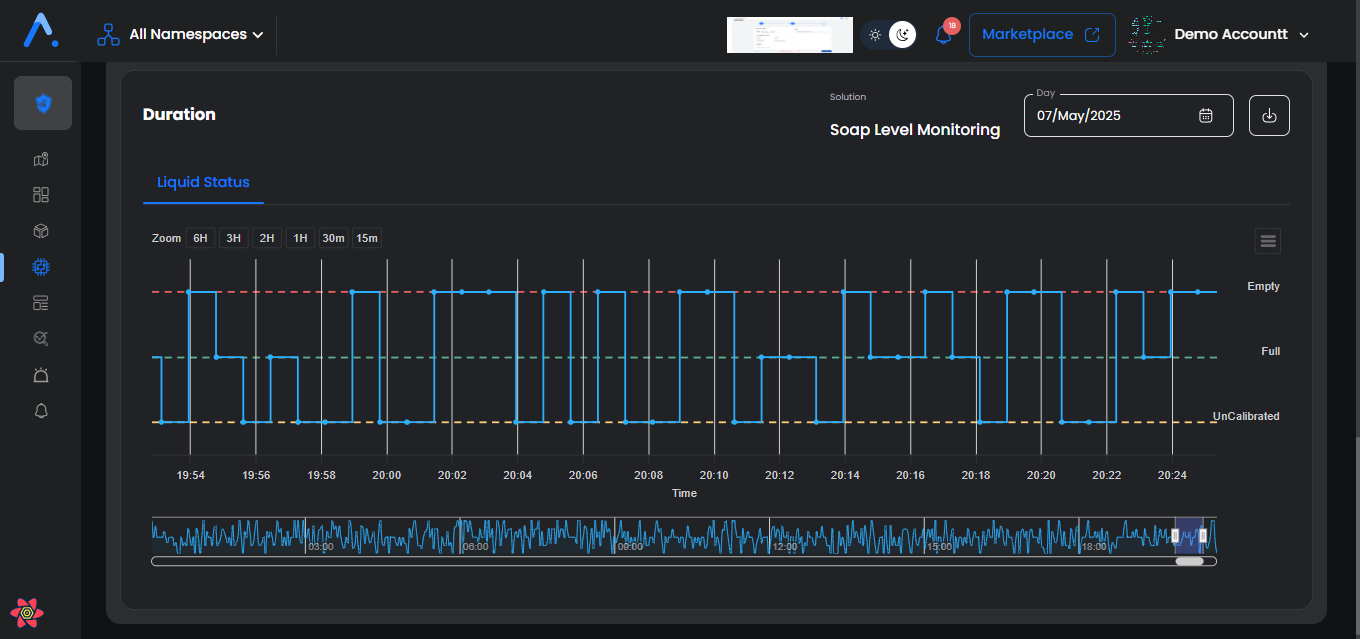 All Namespaces
18
Marketplace
Demo Accountt
Duration
Solution
Soap Level Monitoring
Day
07/May/2025
Liquid Status
Zoom 6H 3H 2H 1H 30m 15m
Empty
Full
UnCalibrated
19:54 19:56 19:58 20:00 20:02 20:04 20:06 20:08 20:10 20:12 20:14 20:16 20:18 20:20 20:22 20:24
Time
03:00 06:00 09:00 12:00 15:00 18:00